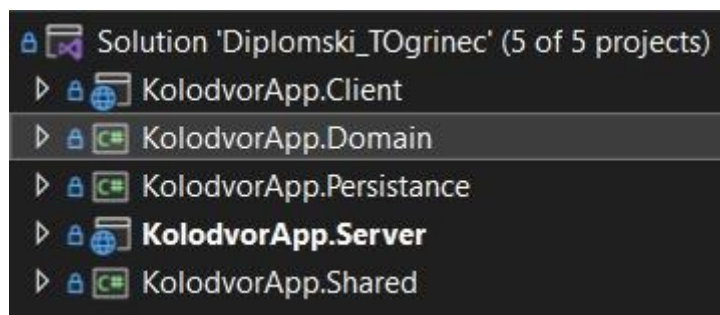 Solution 'Diplomski_TOgrinec' (5 of 5 projects)
KolodvorApp.Client
C# KolodvorApp.Domain
C# KolodvorApp.Persistance
KolodvorApp.Server
C# KolodvorApp.Shared